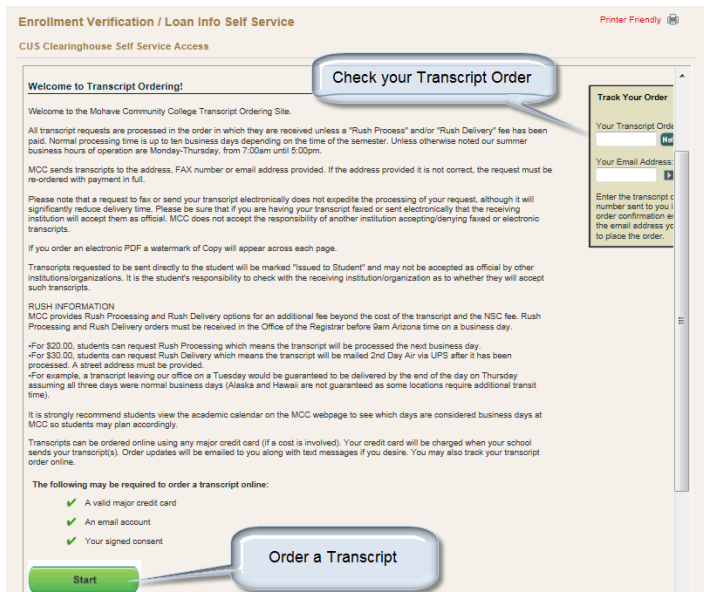 Enrollment Verification / Loan Info Self Service
Printer Friendly
CUS Clearinghouse Self Service Access
Check your Transcript Order
Welcome to Transcript Ordering!
Welcome to the Mohave Community College Transcript Ordering Site.
All transcript requests are processed in the order in which they are received unless a "Rush Process" and/or "Rush Delivery" fee has been
paid. Normal processing time is up to ten business days depending on the time of the semester. Unless otherwise noted our summer
business hours of operation are Monday-Thursday, from 7:00am until 5:00pm.
MCC sends transcripts to the address, FAX number or email address provided. If the address provided it is not correct, the request must be
re-ordered with payment in full.
Please note that a request to fax or send your transcript electronically does not expedite the processing of your request, although it will
significantly reduce delivery time. Please be sure that if you are having your transcript faxed or sent electronically that the receiving
institution will accept them as official. MCC does not accept the responsibility of another institution accepting/denying faxed or electronic
transcripts.
If you order an electronic PDF a watermark of Copy will appear across each page.
Transcripts requested to be sent directly to the student will be marked "Issued to Student" and may not be accepted as official by other
institutions/organizations. It is the student's responsibility to check with the receiving institution/organization as to whether they will accept
such transcripts.
RUSH INFORMATION
MCC provides Rush Processing and Rush Delivery options for an additional fee beyond the cost of the transcript and the NSC fee. Rush
Processing and Rush Delivery orders must be received in the Office of the Registrar before 9am Arizona time on a business day.
•For $20.00, students can request Rush Processing which means the transcript will be processed the next business day.
•For $30.00, students can request Rush Delivery which means the transcript will be mailed 2nd Day Air via UPS after it has been
processed. A street address must be provided.
•For example, a transcript leaving our office on a Tuesday would be guaranteed to be delivered by the end of the day on Thursday
assuming all three days were normal business days (Alaska and Hawaii are not guaranteed as some locations require additional transit
time).
It is strongly recommend students view the academic calendar on the MCC webpage to see which days are considered business days at
MCC so students may plan accordingly.
Transcripts can be ordered online using any major credit card (if a cost is involved). Your credit card will be charged when your school
sends your transcript(s). Order updates will be emailed to you along with text messages if you desire. You may also track your transcript
order online.
The following may be required to order a transcript online:
A valid major credit card
An email account
Your signed consent
Order a Transcript
Start
Track Your Order
Your Transcript Orde
Hel
Your Email Address:
Enter the transcript o
number sent to you i
order confirmation e
the email address yo
to place the order.